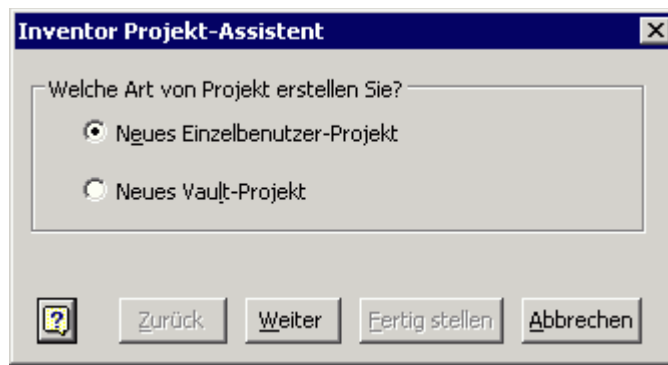 Inventor Projekt-Assistent
Welche Art von Projekt erstellen Sie?
Neues Einzelbenutzer-Projekt
Neues Vault-Projekt
Zurück Weiter Fertig stellen Abbrechen